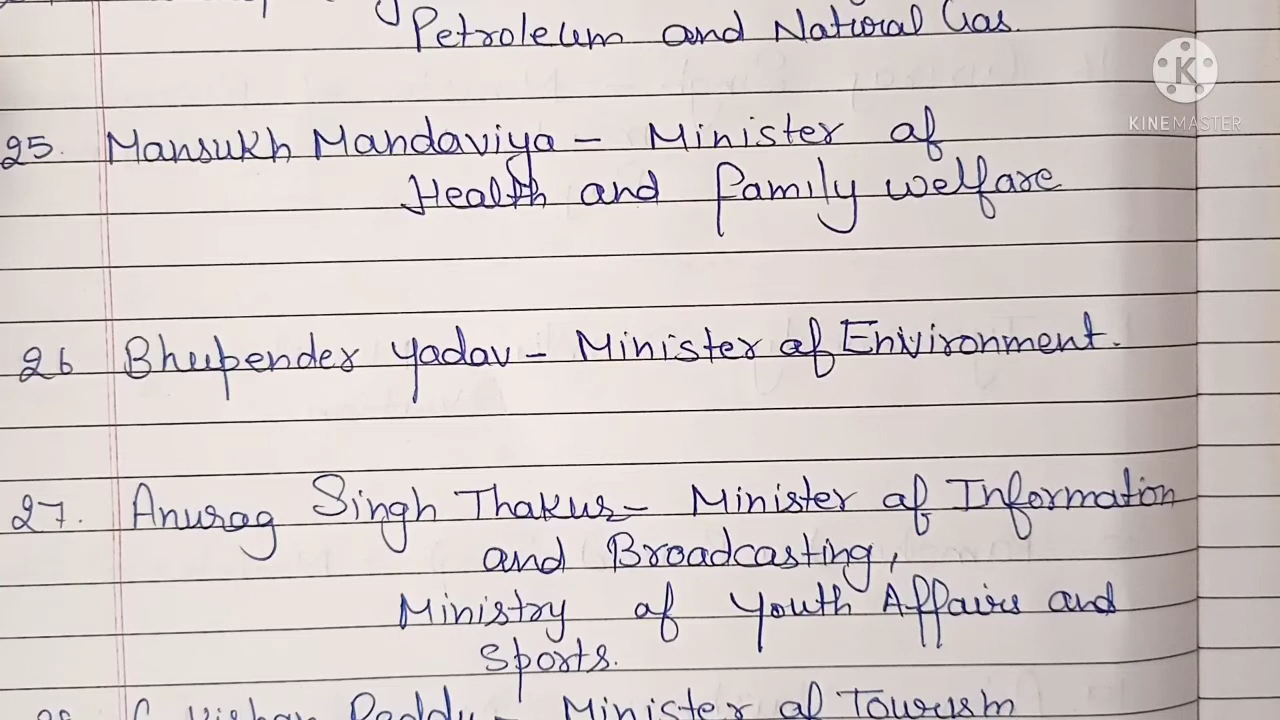 Petroleum and Natural Gas.
K
KINEMASTER
25. Mansukh Mandaviya - Minister of
Health and family welfare
26 Bhupender Yadav - Minister of Environment.
27. Anurag Singh Thakur - Minister of Information
and Broadcasting,
Ministry of Youth Affairs and
Sports.
Reddy - Minister of Tourism